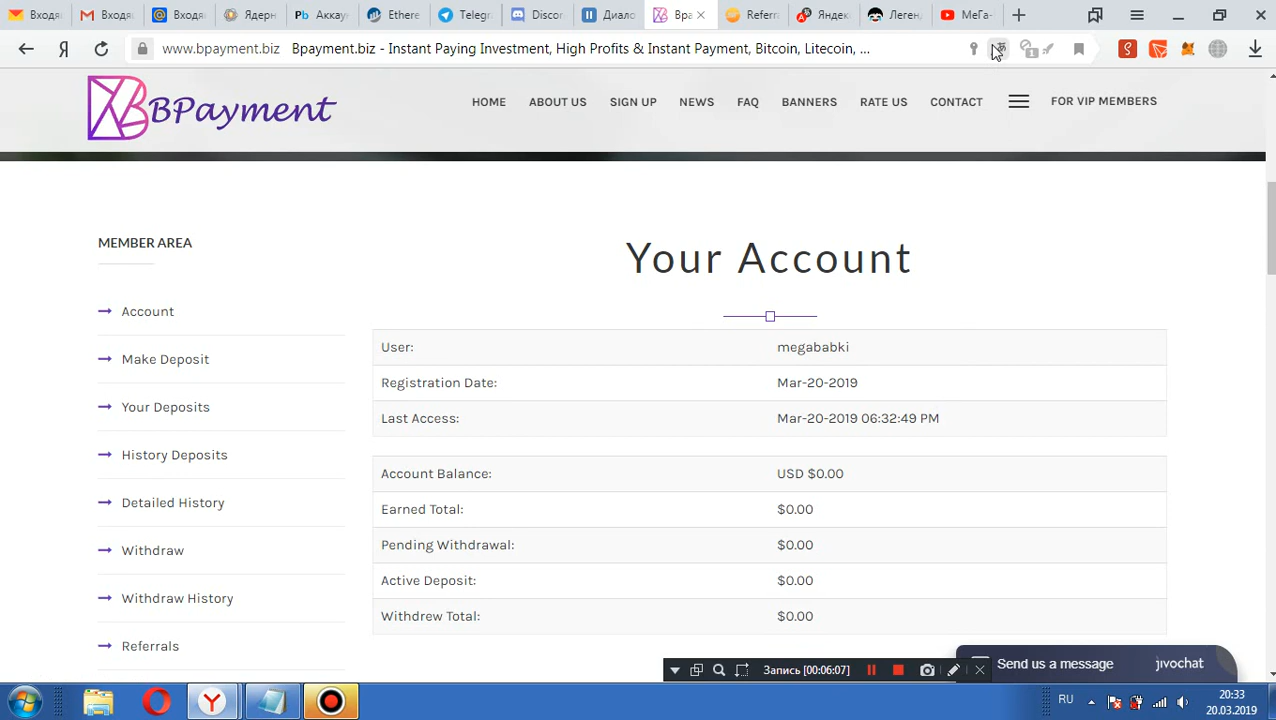 Входя
Входя
Входя
Ядерн
Pb Аккау
Ethere
Telegr
Discor
Диало
Bpa
Referra
Яндек
Леген
МеГа-
Я
www.bpayment.biz Bpayment.biz - Instant Paying Investment, High Profits & Instant Payment, Bitcoin, Litecoin, ...
BPayment
HOME
ABOUT US
SIGN UP
NEWS
FAQ
BANNERS
RATE US
CONTACT
FOR VIP MEMBERS
MEMBER AREA
Account
Make Deposit
Your Deposits
History Deposits
Detailed History
Withdraw
Withdraw History
Referrals
Your Account
User: megababki
Registration Date: Mar-20-2019
Last Access: Mar-20-2019 06:32:49 PM
Account Balance: USD $0.00
Earned Total: $0.00
Pending Withdrawal: $0.00
Active Deposit: $0.00
Withdrew Total: $0.00
Send us a message jivochat
Запись [00:06:07]
RU
20:33
20.03.2019